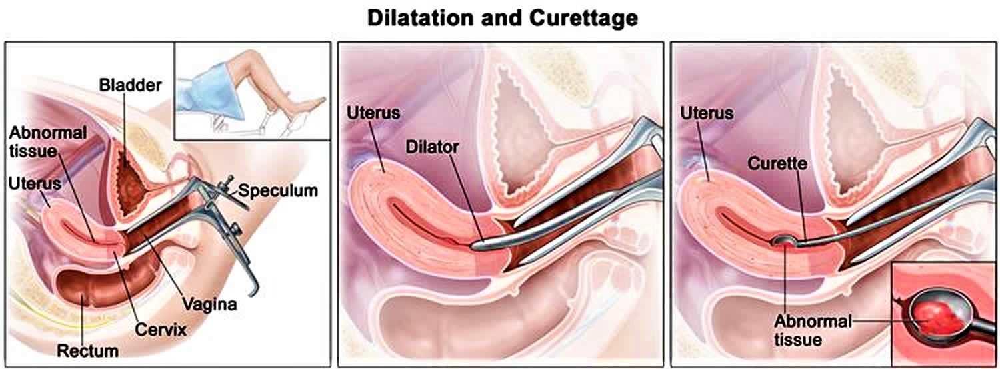 Dilatation and Curettage
Bladder
Abnormal
tissue
Uterus
Speculum
Vagina
Cervix
Rectum
Uterus
Dilator
Uterus
Curette
Abnormal
tissue